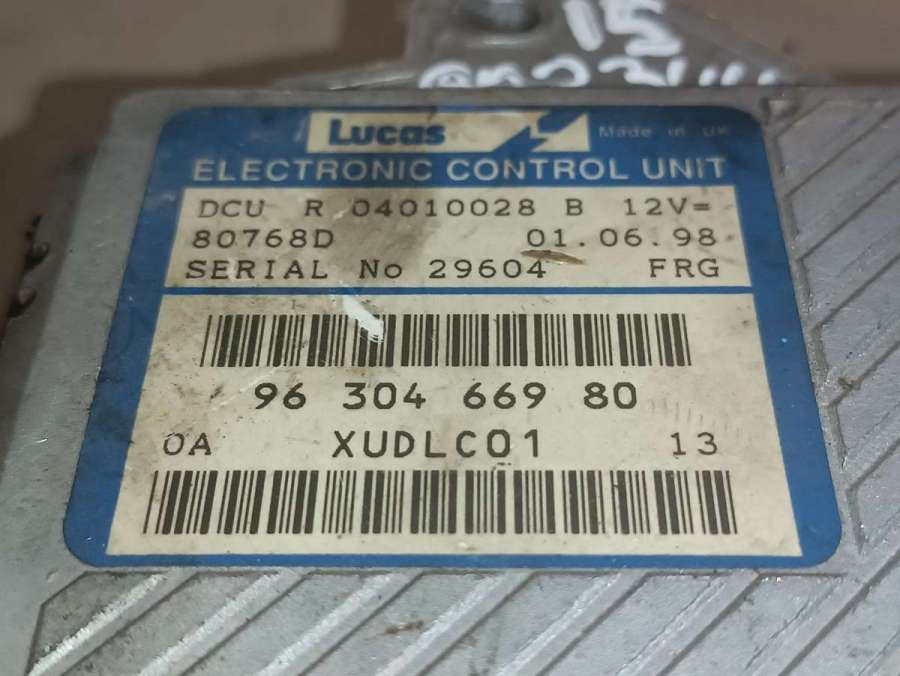 15
Lucas Made in UK
ELECTRONIC CONTROL UNIT
DCU R 04010028 B 12V=
80768D 01.06.98
SERIAL No 29604 FRG
96 304 669 80
0A XUDLC01 13